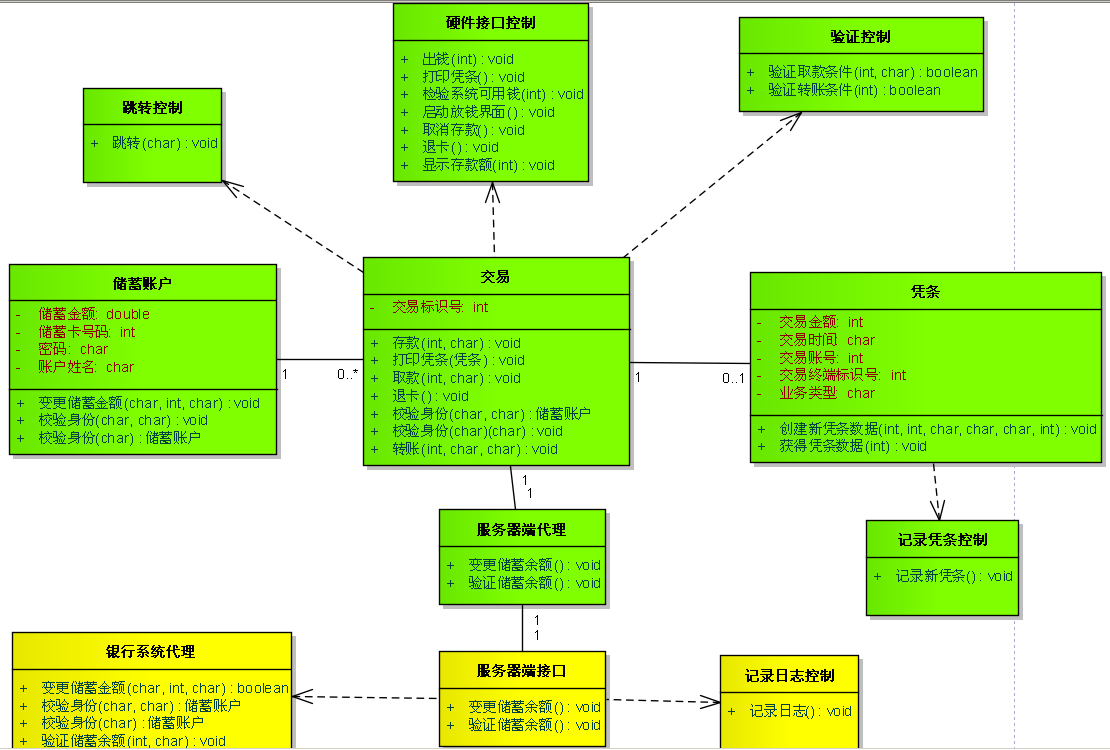 硬件接口控制
+ 出钱(int) : void
+ 打印凭条() : void
+ 检验系统可用钱(int) : void
+ 启动放钱界面() : void
+ 取消存款() : void
+ 退卡() : void
+ 显示存款额(int) : void
验证控制
+ 验证取款条件(int, char) : boolean
+ 验证转账条件(int) : boolean
跳转控制
+ 跳转(char) : void
储蓄账户
- 储蓄金额: double
- 储蓄卡号码: int
- 密码: char
- 账户姓名: char
+ 变更储蓄金额(char, int, char) : void
+ 校验身份(char, char) : void
+ 校验身份(char) : 储蓄账户
1
0..*
交易
- 交易标识号: int
+ 存款(int, char) : void
+ 打印凭条(凭条) : void
+ 取款(int, char) : void
+ 退卡() : void
+ 校验身份(char, char) : 储蓄账户
+ 校验身份(char)(char) : void
+ 转账(int, char, char) : void
1
0..1
凭条
- 交易金额: int
- 交易时间: char
- 交易账号: int
- 交易终端标识号: int
- 业务类型: char
+ 创建新凭条数据(int, int, char, char, char, int) : void
+ 获得凭条数据(int) : void
1
1
服务器端代理
+ 变更储蓄余额() : void
+ 验证储蓄余额() : void
记录凭条控制
+ 记录新凭条() : void
1
1
银行系统代理
+ 变更储蓄金额(char, int, char) : boolean
+ 校验身份(char, char) : 储蓄账户
+ 校验身份(char) : 储蓄账户
+ 验证储蓄余额(int, char) : void
服务器端接口
+ 变更储蓄余额() : void
+ 验证储蓄余额() : void
记录日志控制
+ 记录日志() : void